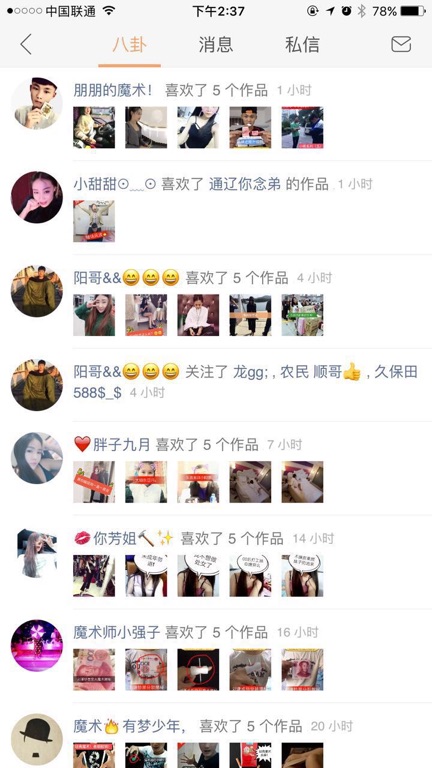 中国联通 下午2:37 78%
八卦 消息 私信
朋朋的魔术！ 喜欢了 5 个作品 1 小时
小甜甜⊙﹏⊙ 喜欢了 通辽你念弟 的作品 1 小时
阳哥&&😄😄😄 喜欢了 5 个作品 4 小时
阳哥&&😄😄😄 关注了 龙gg; , 农民 顺哥👍 , 久保田
588$_$ 4 小时
❤️胖子九月 喜欢了 5 个作品 7 小时
💋你芳姐🔨✨ 喜欢了 5 个作品 14 小时
魔术师小强子 喜欢了 5 个作品 16 小时
魔术🔥有梦少年， 喜欢了 5 个作品 20 小时